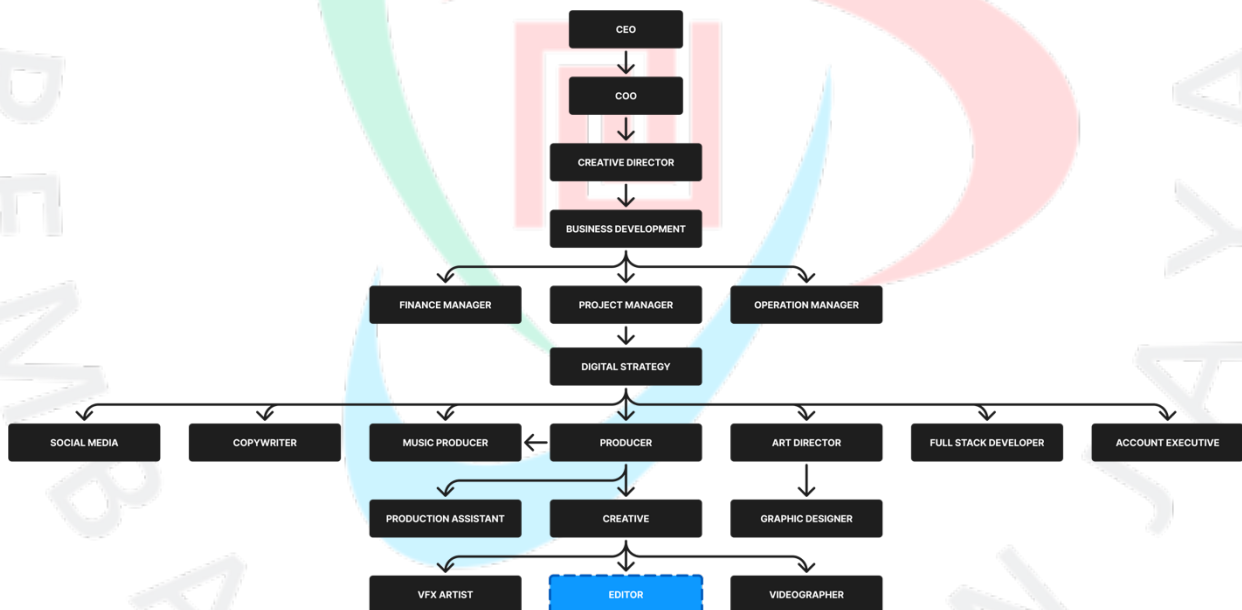 CEO
COO
CREATIVE DIRECTOR
BUSINESS DEVELOPMENT
FINANCE MANAGER
PROJECT MANAGER
OPERATION MANAGER
DIGITAL STRATEGY
SOCIAL MEDIA
COPYWRITER
MUSIC PRODUCER
PRODUCER
ART DIRECTOR
FULL STACK DEVELOPER
ACCOUNT EXECUTIVE
PRODUCTION ASSISTANT
CREATIVE
GRAPHIC DESIGNER
VFX ARTIST
EDITOR
VIDEOGRAPHER